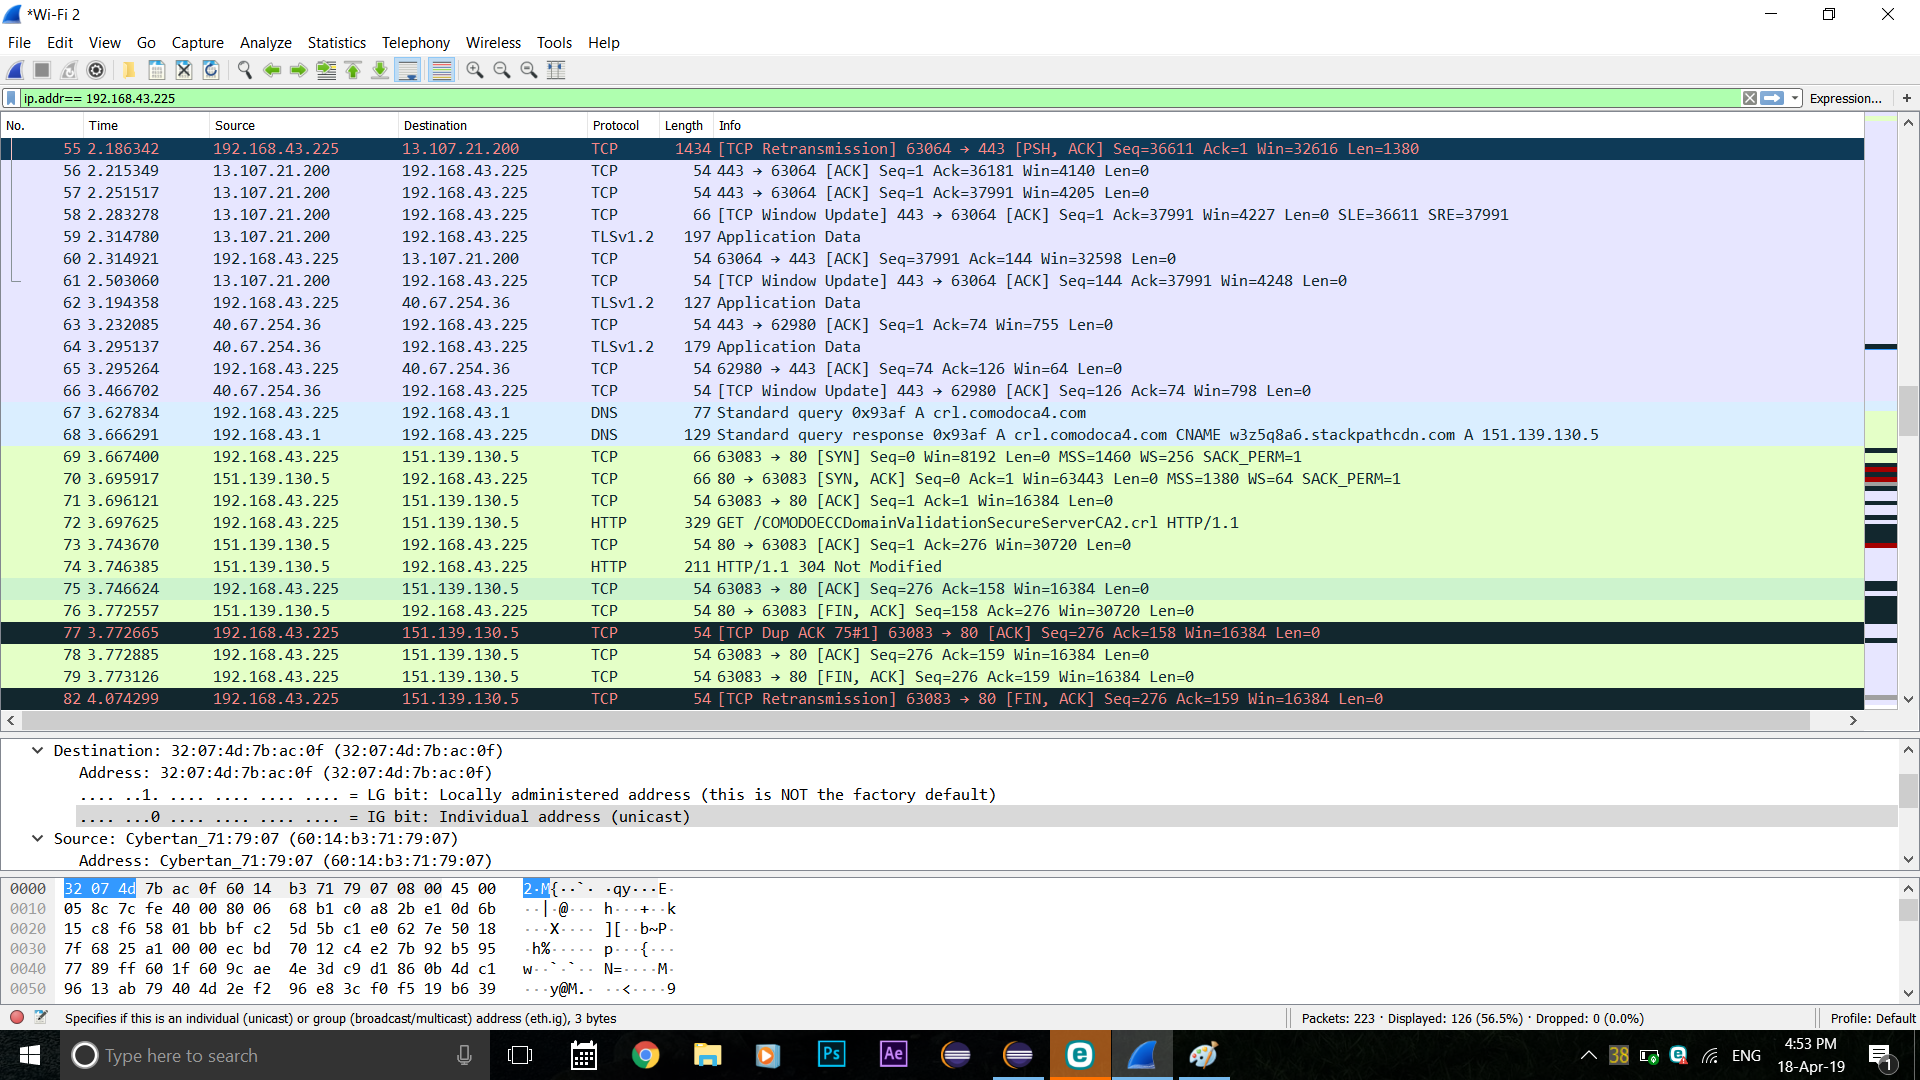 *Wi-Fi 2
File Edit View Go Capture Analyze Statistics Telephony Wireless Tools Help
ip.addr== 192.168.43.225 Expression... +
No. Time Source Destination Protocol Length Info
55 2.186342 192.168.43.225 13.107.21.200 TCP 1434 [TCP Retransmission] 63064 → 443 [PSH, ACK] Seq=36611 Ack=1 Win=32616 Len=1380
56 2.215349 13.107.21.200 192.168.43.225 TCP 54 443 → 63064 [ACK] Seq=1 Ack=36181 Win=4140 Len=0
57 2.251517 13.107.21.200 192.168.43.225 TCP 54 443 → 63064 [ACK] Seq=1 Ack=37991 Win=4205 Len=0
58 2.283278 13.107.21.200 192.168.43.225 TCP 66 [TCP Window Update] 443 → 63064 [ACK] Seq=1 Ack=37991 Win=4227 Len=0 SLE=36611 SRE=37991
59 2.314780 13.107.21.200 192.168.43.225 TLSv1.2 197 Application Data
60 2.314921 192.168.43.225 13.107.21.200 TCP 54 63064 → 443 [ACK] Seq=37991 Ack=144 Win=32598 Len=0
61 2.503060 13.107.21.200 192.168.43.225 TCP 54 [TCP Window Update] 443 → 63064 [ACK] Seq=144 Ack=37991 Win=4248 Len=0
62 3.194358 192.168.43.225 40.67.254.36 TLSv1.2 127 Application Data
63 3.232085 40.67.254.36 192.168.43.225 TCP 54 443 → 62980 [ACK] Seq=1 Ack=74 Win=755 Len=0
64 3.295137 40.67.254.36 192.168.43.225 TLSv1.2 179 Application Data
65 3.295264 192.168.43.225 40.67.254.36 TCP 54 62980 → 443 [ACK] Seq=74 Ack=126 Win=64 Len=0
66 3.466702 40.67.254.36 192.168.43.225 TCP 54 [TCP Window Update] 443 → 62980 [ACK] Seq=126 Ack=74 Win=798 Len=0
67 3.627834 192.168.43.225 192.168.43.1 DNS 77 Standard query 0x93af A crl.comodoca4.com
68 3.666291 192.168.43.1 192.168.43.225 DNS 129 Standard query response 0x93af A crl.comodoca4.com CNAME w3z5q8a6.stackpathcdn.com A 151.139.130.5
69 3.667400 192.168.43.225 151.139.130.5 TCP 66 63083 → 80 [SYN] Seq=0 Win=8192 Len=0 MSS=1460 WS=256 SACK_PERM=1
70 3.695917 151.139.130.5 192.168.43.225 TCP 66 80 → 63083 [SYN, ACK] Seq=0 Ack=1 Win=63443 Len=0 MSS=1380 WS=64 SACK_PERM=1
71 3.696121 192.168.43.225 151.139.130.5 TCP 54 63083 → 80 [ACK] Seq=1 Ack=1 Win=16384 Len=0
72 3.697625 192.168.43.225 151.139.130.5 HTTP 329 GET /COMODOECCDomainValidationSecureServerCA2.crl HTTP/1.1
73 3.743670 151.139.130.5 192.168.43.225 TCP 54 80 → 63083 [ACK] Seq=1 Ack=276 Win=30720 Len=0
74 3.746385 151.139.130.5 192.168.43.225 HTTP 211 HTTP/1.1 304 Not Modified
75 3.746624 192.168.43.225 151.139.130.5 TCP 54 63083 → 80 [ACK] Seq=276 Ack=158 Win=16384 Len=0
76 3.772557 151.139.130.5 192.168.43.225 TCP 54 80 → 63083 [FIN, ACK] Seq=158 Ack=276 Win=30720 Len=0
77 3.772665 192.168.43.225 151.139.130.5 TCP 54 [TCP Dup ACK 75#1] 63083 → 80 [ACK] Seq=276 Ack=158 Win=16384 Len=0
78 3.772885 192.168.43.225 151.139.130.5 TCP 54 63083 → 80 [ACK] Seq=276 Ack=159 Win=16384 Len=0
79 3.773126 192.168.43.225 151.139.130.5 TCP 54 63083 → 80 [FIN, ACK] Seq=276 Ack=159 Win=16384 Len=0
82 4.074299 192.168.43.225 151.139.130.5 TCP 54 [TCP Retransmission] 63083 → 80 [FIN, ACK] Seq=276 Ack=159 Win=16384 Len=0
Destination: 32:07:4d:7b:ac:0f (32:07:4d:7b:ac:0f)
Address: 32:07:4d:7b:ac:0f (32:07:4d:7b:ac:0f)
.... ..1. .... .... .... .... = LG bit: Locally administered address (this is NOT the factory default)
.... ...0 .... .... .... .... = IG bit: Individual address (unicast)
Source: Cybertan_71:79:07 (60:14:b3:71:79:07)
Address: Cybertan_71:79:07 (60:14:b3:71:79:07)
0000 32 07 4d 7b ac 0f 60 14 b3 71 79 07 08 00 45 00 2·M{··`· ·qy···E·
0010 05 8c 7c fe 40 00 80 06 68 b1 c0 a8 2b e1 0d 6b ··|·@··· h···+··k
0020 15 c8 f6 58 01 bb bf c2 5d 5b c1 e0 62 7e 50 18 ···X···· ][··b~P·
0030 7f 68 25 a1 00 00 ec bd 70 12 c4 e2 7b 92 b5 95 ·h%····· p···{···
0040 77 89 ff 60 1f 60 9c ae 4e 3d c9 d1 86 0b 4d c1 w··`·`·· N=····M·
0050 96 13 ab 79 40 4d 2e f2 96 e8 3c f0 f5 19 b6 39 ···y@M.· ··<····9
Specifies if this is an individual (unicast) or group (broadcast/multicast) address (eth.ig), 3 bytes Packets: 223 · Displayed: 126 (56.5%) · Dropped: 0 (0.0%) Profile: Default
Type here to search Ps Ae 38 ENG 4:53 PM
18-Apr-19 1